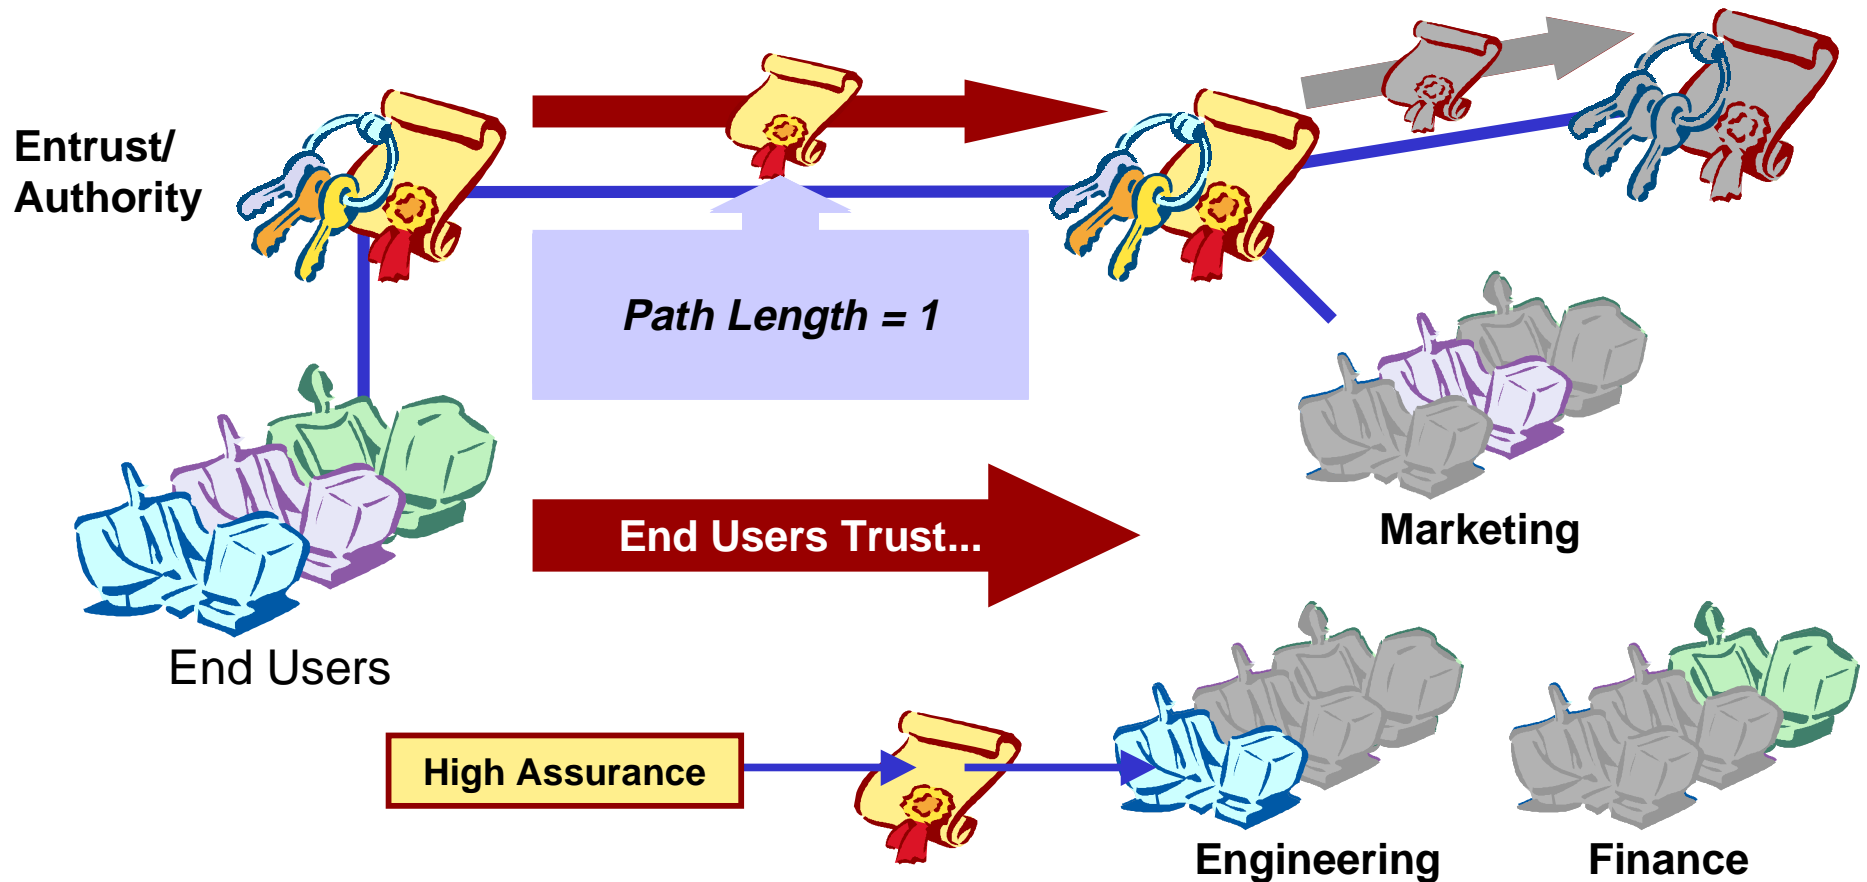 Entrust/
Authority
Path Length = 1
Marketing
End Users Trust...
End Users
High Assurance
Engineering
Finance